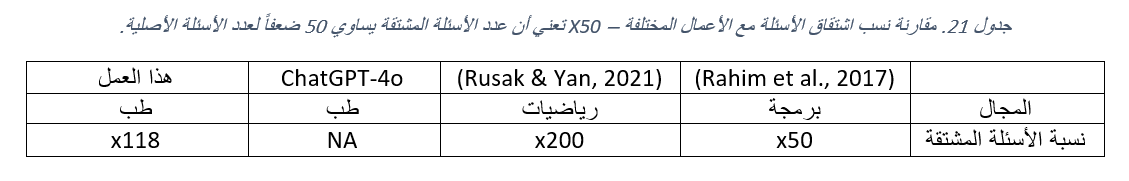 جدول 21. مقارنة نسب اشتقاق الأسئلة مع الأعمال المختلفة – X50 تعني أن عدد الأسئلة المشتقة يساوي 50 ضعفاً لعدد الأسئلة الأصلية.
(Rahim et al., 2017) (Rusak & Yan, 2021) ChatGPT-4o هذا العمل
المجال برمجة رياضيات طب طب
نسبة الأسئلة المشتقة x50 x200 NA x118